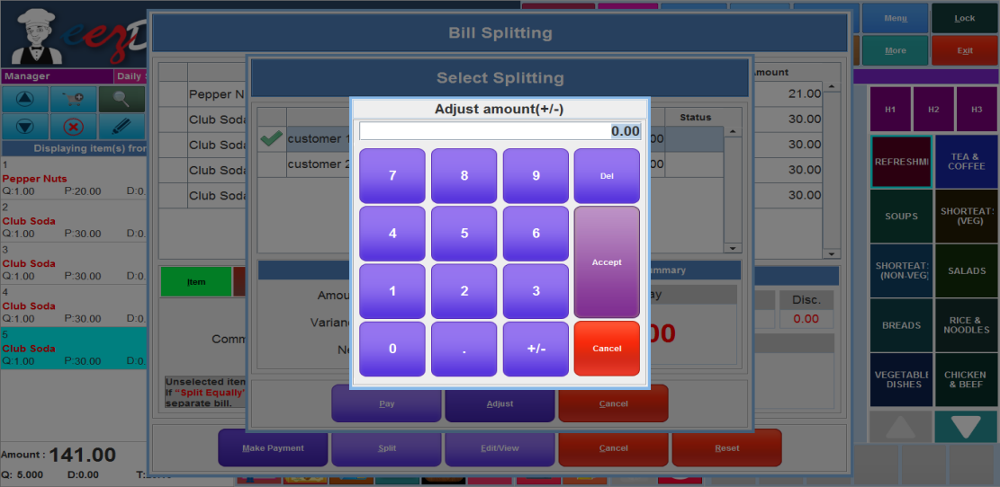 eezD
Manager
Daily
Displaying item(s) from
1
Pepper Nuts
Q:1.00 P:20.00 D:0.
2
Club Soda
Q:1.00 P:30.00 D:0.
3
Club Soda
Q:1.00 P:30.00 D:0.
4
Club Soda
Q:1.00 P:30.00 D:0.
5
Club Soda
Q:1.00 P:30.00 D:0.
Amount : 141.00
Q: 5.000 D:0.00 T:
Bill Splitting
Amount
Pepper N 21.00
Club Soda 30.00
Club Soda 30.00
Club Soda 30.00
Club Soda 30.00
Item
Comm
Unselected item
If "Split Equally"
separate bill.
Disc.
0.00
Make Payment
Split
Edit/View
Cancel
Reset
Select Splitting
Status
customer 1
customer 2
Summary
Amou
Varianc
Ne
Pay
Adjust
Cancel
Adjust amount(+/-)
0.00
7 8 9 Del
4 5 6 Accept
1 2 3
0 . +/- Cancel
Menu
Lock
More
Exit
H1
H2
H3
REFRESHMI
TEA &
COFFEE
SOUPS
SHORTEAT:
(VEG)
SHORTEAT:
(NON-VEG)
SALADS
BREADS
RICE &
NOODLES
VEGETABLE
DISHES
CHICKEN
& BEEF